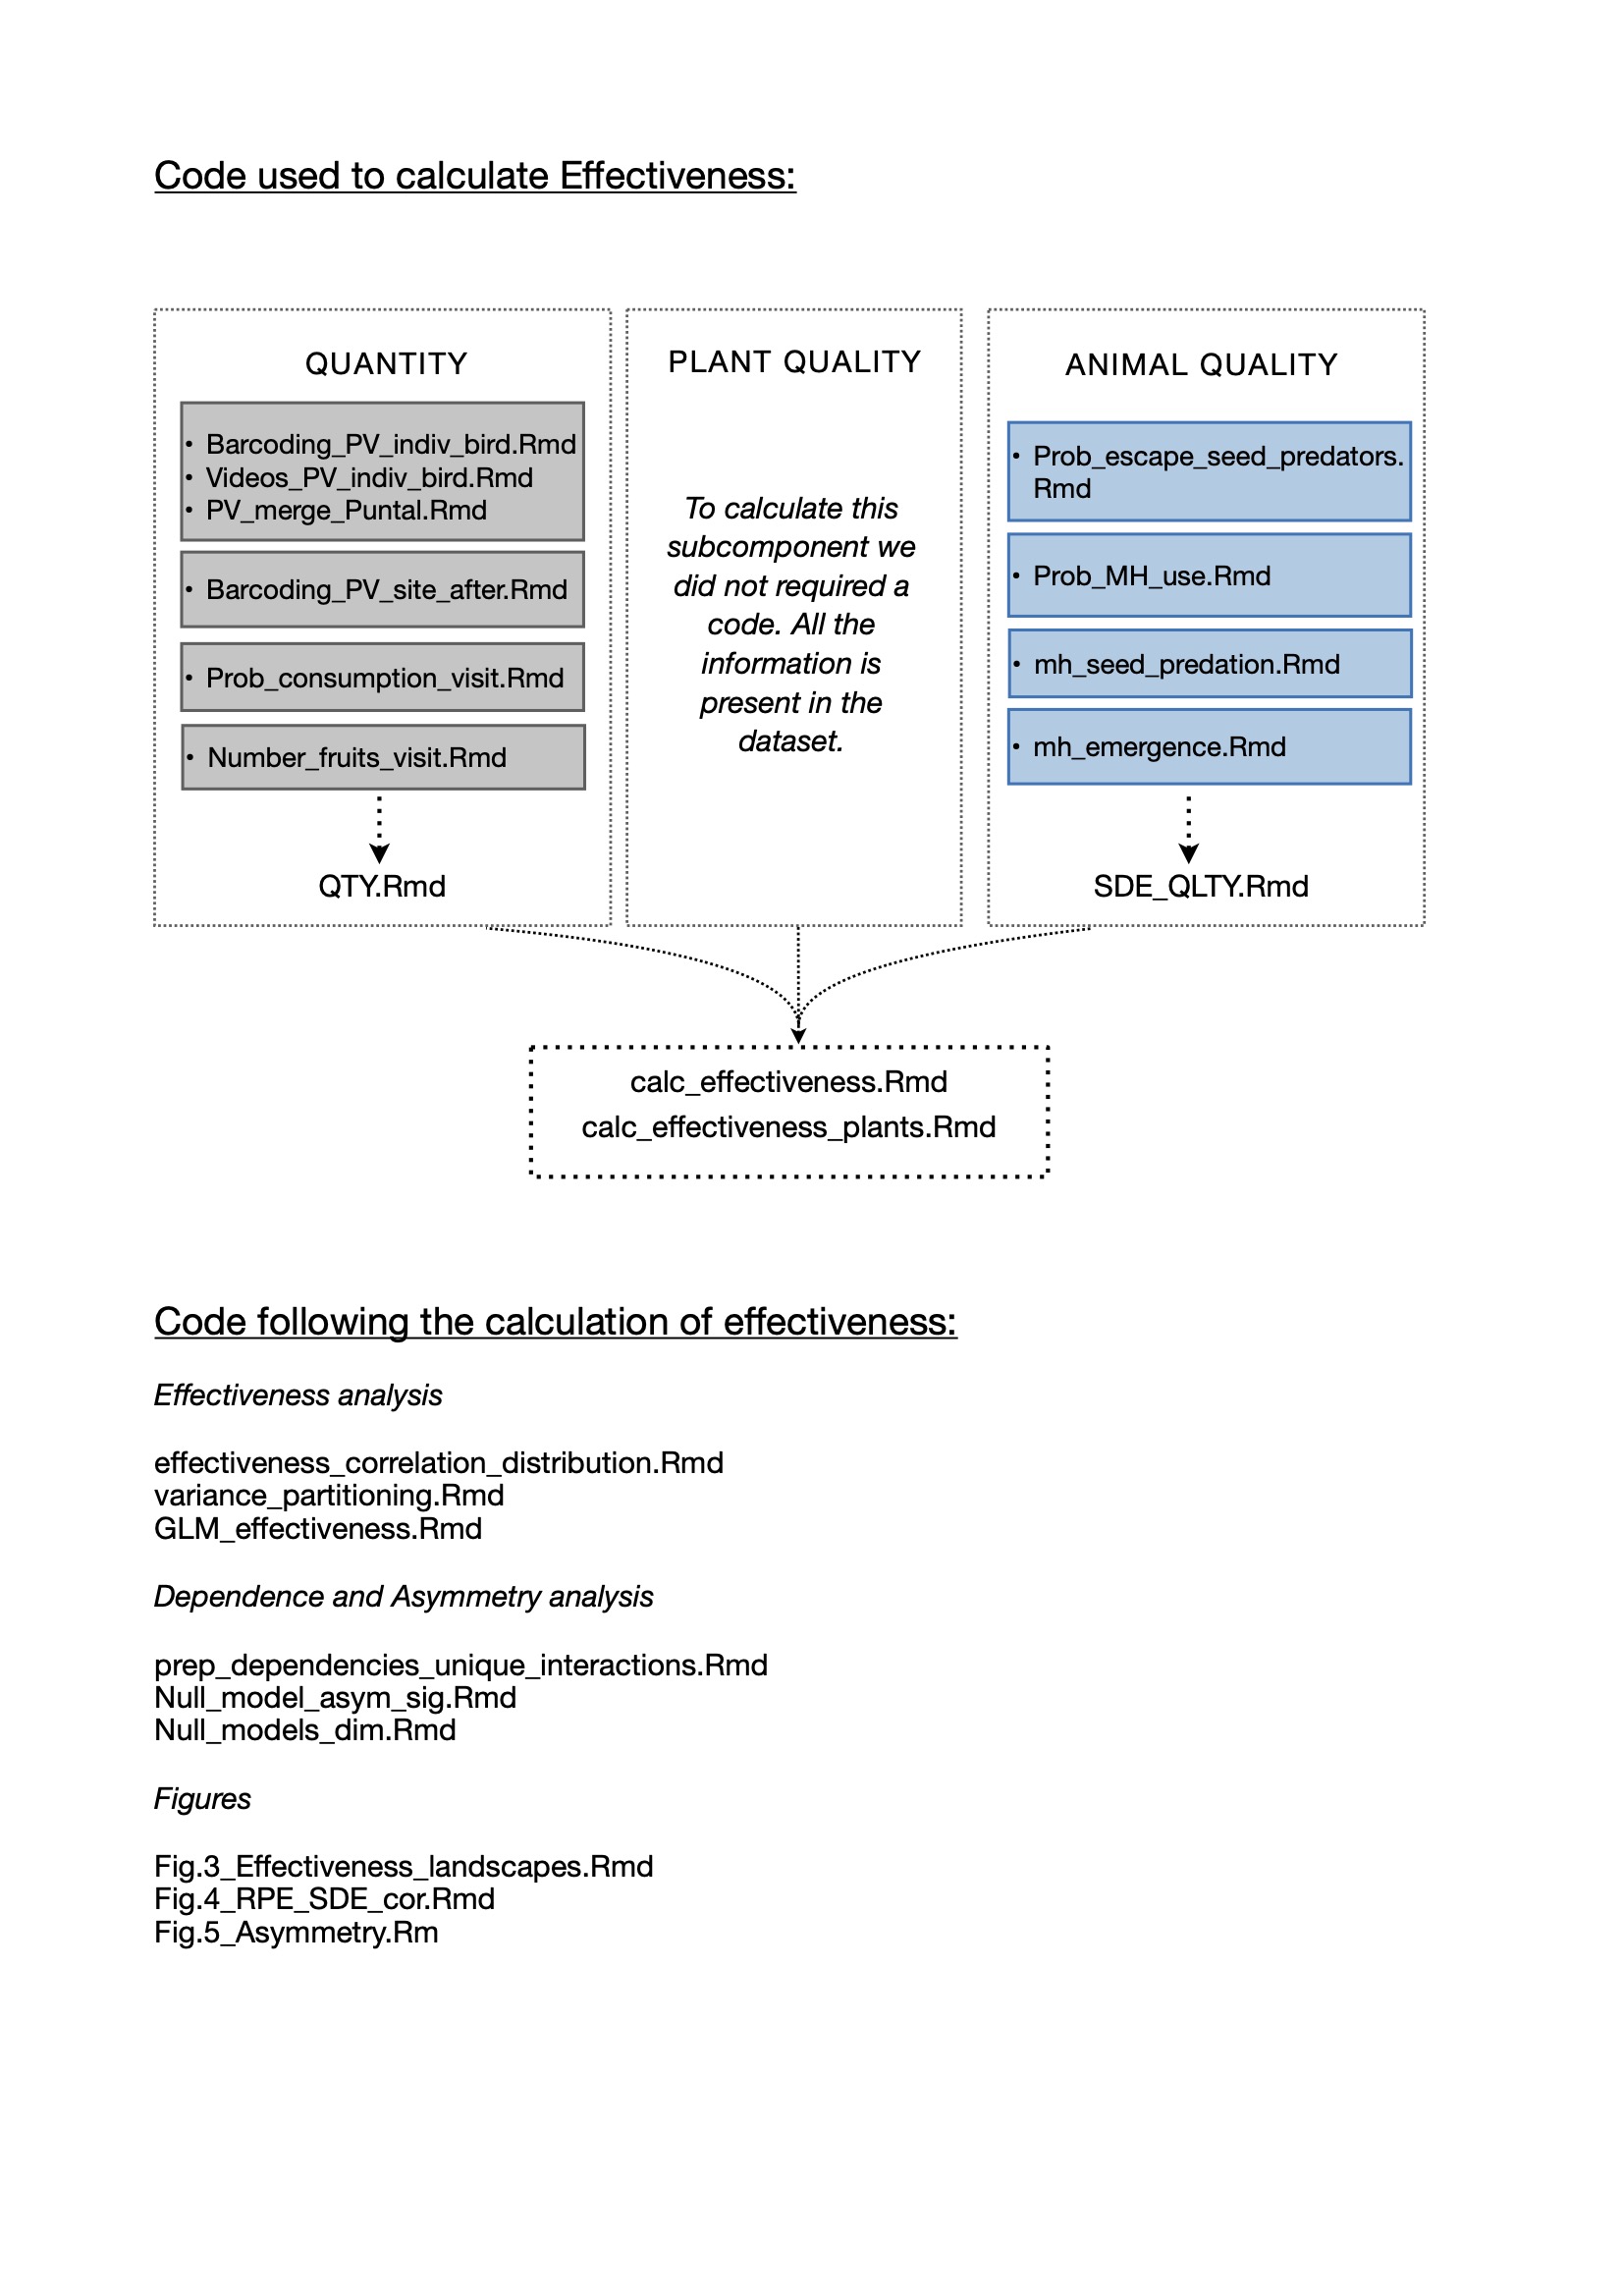 Code used to calculate Effectiveness:
QUANTITY
• Barcoding_PV_indiv_bird.Rmd
• Videos_PV_indiv_bird.Rmd
• PV_merge_Puntal.Rmd
• Barcoding_PV_site_after.Rmd
• Prob_consumption_visit.Rmd
• Number_fruits_visit.Rmd
QTY.Rmd
PLANT QUALITY
To calculate this
subcomponent we
did not required a
code. All the
information is
present in the
dataset.
ANIMAL QUALITY
• Prob_escape_seed_predators.
Rmd
• Prob_MH_use.Rmd
• mh_seed_predation.Rmd
• mh_emergence.Rmd
SDE_QLTY.Rmd
calc_effectiveness.Rmd
calc_effectiveness_plants.Rmd
Code following the calculation of effectiveness:
Effectiveness analysis
effectiveness_correlation_distribution.Rmd
variance_partitioning.Rmd
GLM_effectiveness.Rmd
Dependence and Asymmetry analysis
prep_dependencies_unique_interactions.Rmd
Null_model_asym_sig.Rmd
Null_models_dim.Rmd
Figures
Fig.3_Effectiveness_landscapes.Rmd
Fig.4_RPE_SDE_cor.Rmd
Fig.5_Asymmetry.Rm